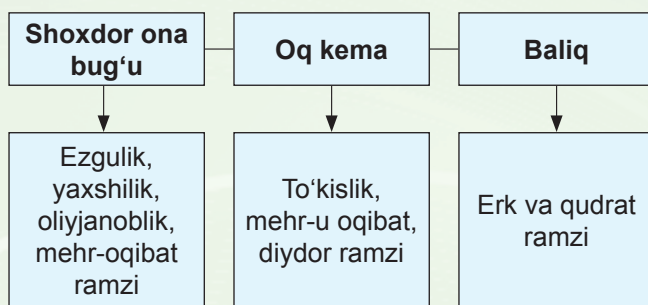 Shoxdor ona
bug‘u
Oq kema
Baliq
Ezgulik,
yaxshilik,
oliyjanoblik,
mehr-oqibat
ramzi
To‘kislik,
mehr-u oqibat,
diydor ramzi
Erk va qudrat
ramzi